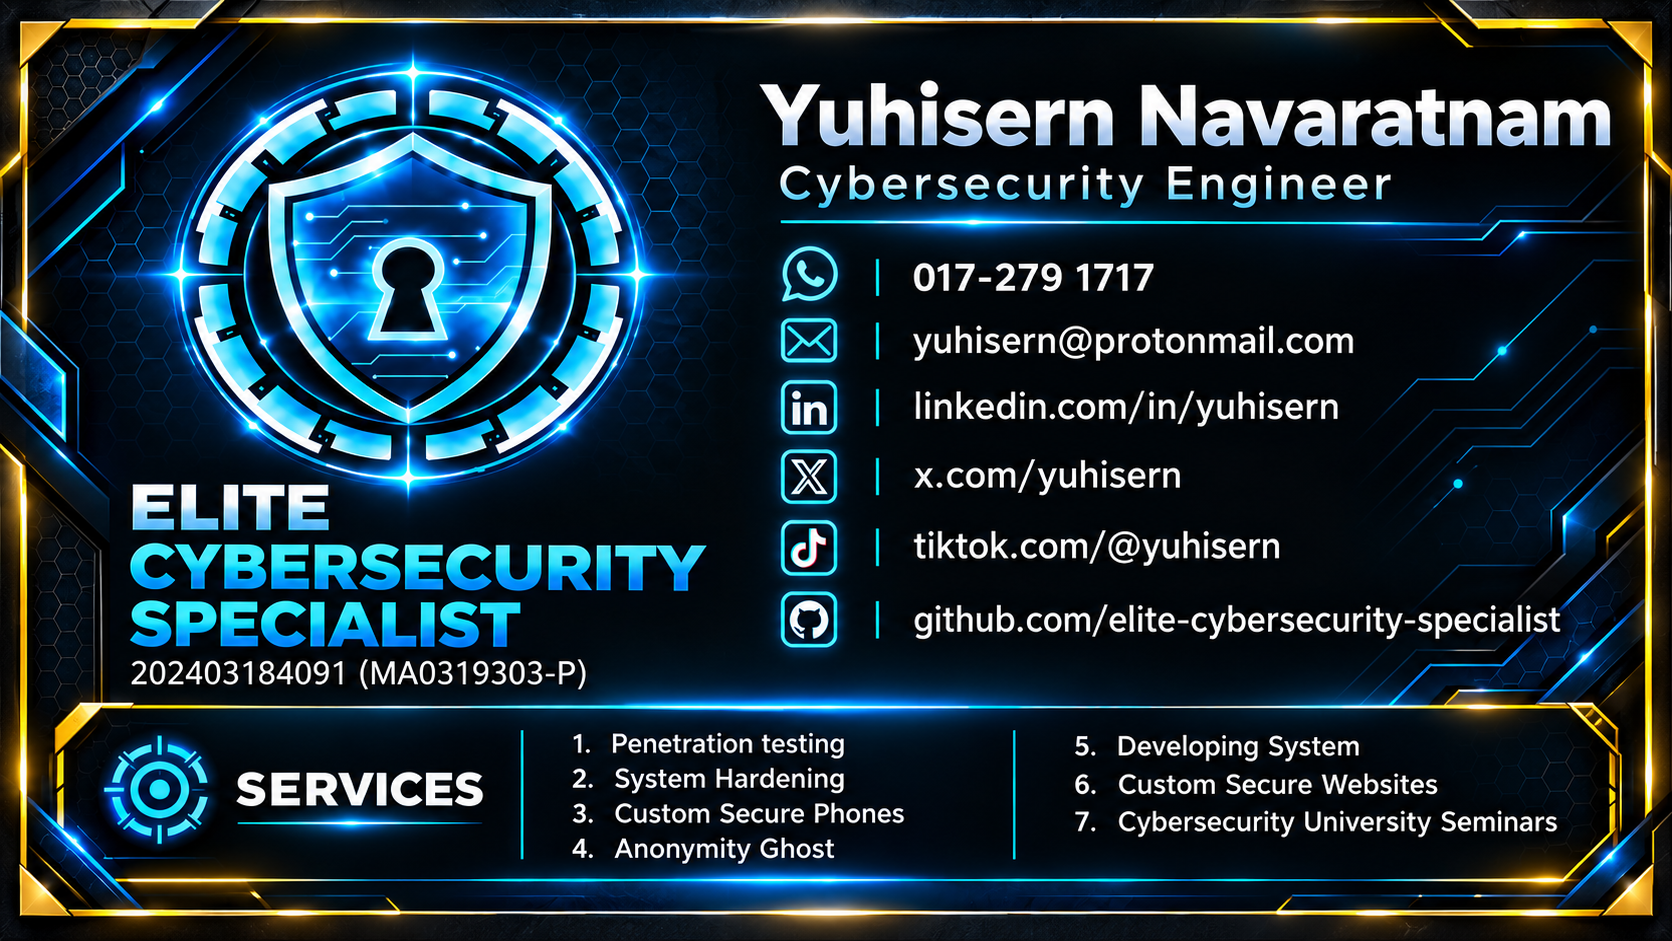 ELITE
CYBERSECURITY
SPECIALIST
202403184091 (MA0319303-P)
Yuhisern Navaratnam
Cybersecurity Engineer
017-279 1717
yuhisern@protonmail.com
in
linkedin.com/in/yuhisern
x.com/yuhisern
tiktok.com/@yuhisern
github.com/elite-cybersecurity-specialist
SERVICES
1. Penetration testing
2. System Hardening
3. Custom Secure Phones
4. Anonymity Ghost
5. Developing System
6. Custom Secure Websites
7. Cybersecurity University Seminars